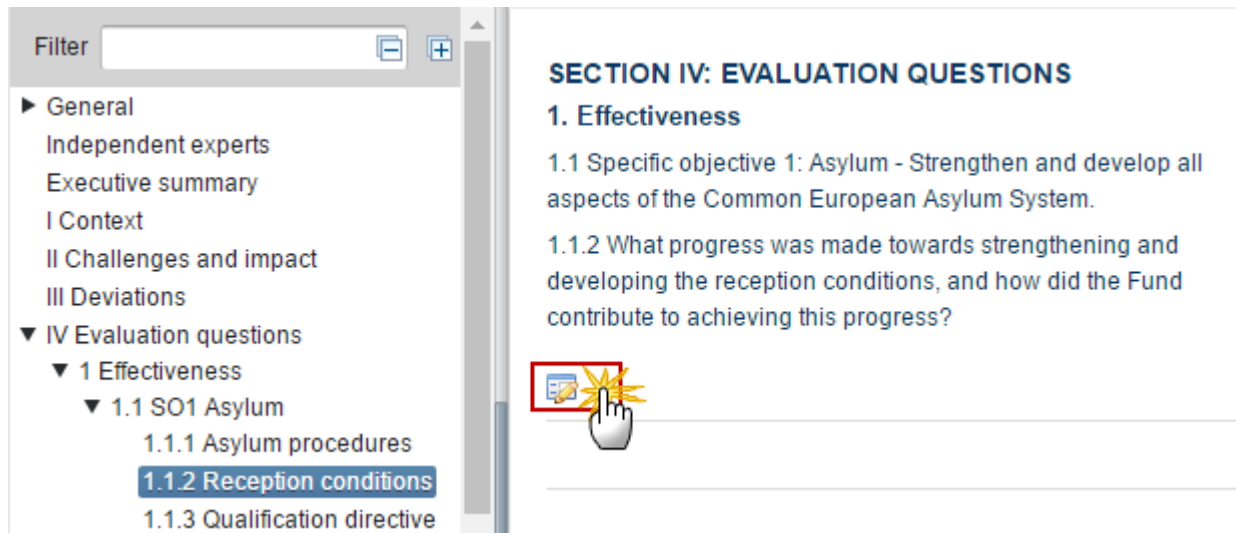 Filter
General
Independent experts
Executive summary
I Context
II Challenges and impact
III Deviations
IV Evaluation questions
1 Effectiveness
1.1 SO1 Asylum
1.1.1 Asylum procedures
1.1.2 Reception conditions
1.1.3 Qualification directive
SECTION IV: EVALUATION QUESTIONS
1. Effectiveness
1.1 Specific objective 1: Asylum - Strengthen and develop all
aspects of the Common European Asylum System.
1.1.2 What progress was made towards strengthening and
developing the reception conditions, and how did the Fund
contribute to achieving this progress?